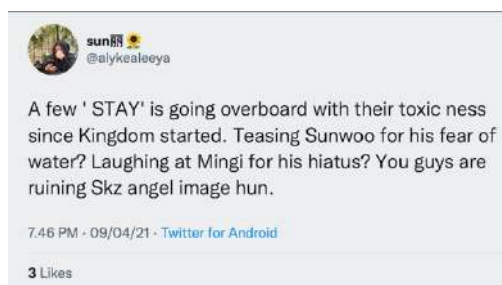 sun𝟾𝟾 🌻
@alykealeeya
A few ' STAY' is going overboard with their toxic ness
since Kingdom started. Teasing Sunwoo for his fear of
water? Laughing at Mingi for his hiatus? You guys are
ruining Skz angel image hun.
7.46 PM · 09/04/21 · Twitter for Android
3 Likes